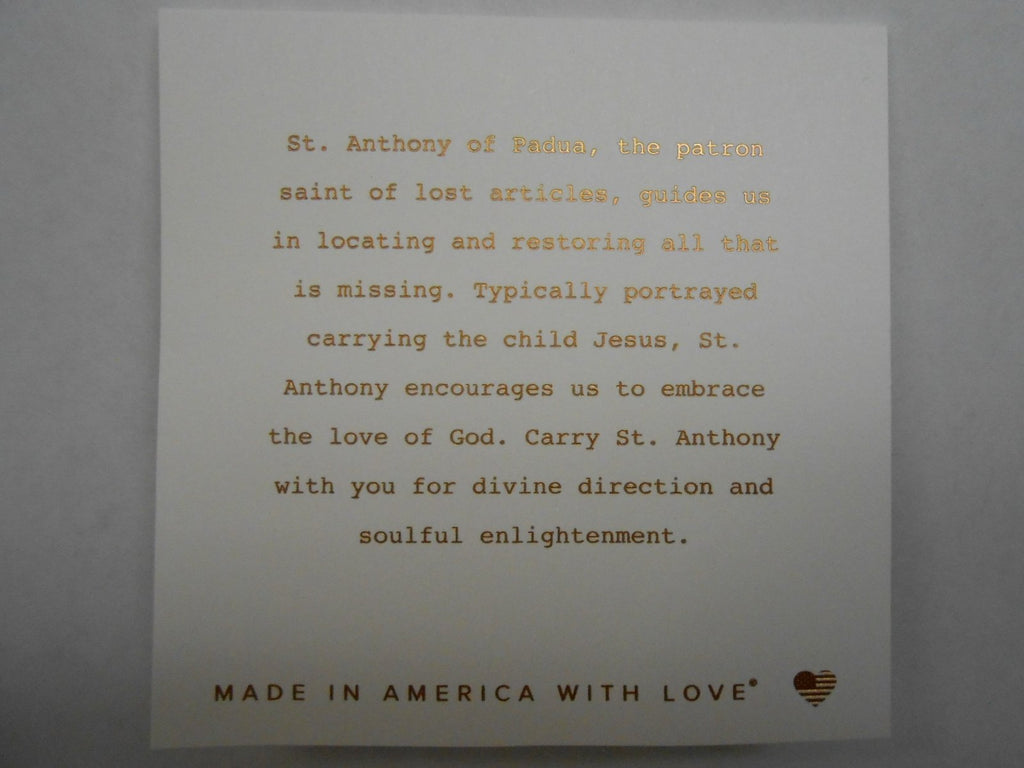 St. Anthony of Padua, the patron
saint of lost articles, guides us
in locating and restoring all that
is missing. Typically portrayed
carrying the child Jesus, St.
Anthony encourages us to embrace
the love of God. Carry St. Anthony
with you for divine direction and
soulful enlightenment.
MADE IN AMERICA WITH LOVE®